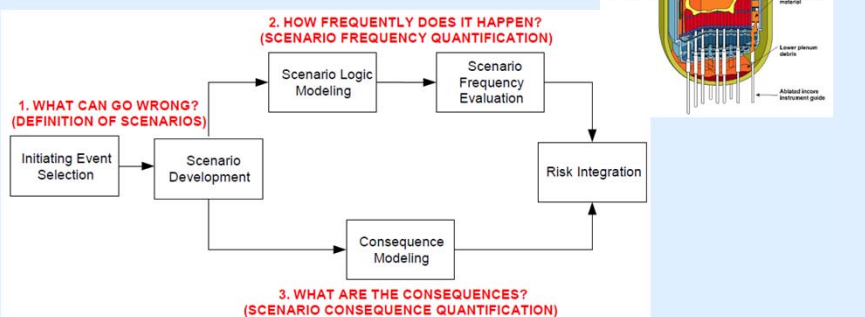 2. HOW FREQUENTLY DOES IT HAPPEN?
(SCENARIO FREQUENCY QUANTIFICATION)
material
Lower plenum
debris
Ablated incore
instrument guide
Scenario Logic
Modeling
Scenario
Frequency
Evaluation
1. WHAT CAN GO WRONG?
(DEFINITION OF SCENARIOS)
Initiating Event
Selection
Scenario
Development
Risk Integration
Consequence
Modeling
3. WHAT ARE THE CONSEQUENCES?
(SCENARIO CONSEQUENCE QUANTIFICATION)